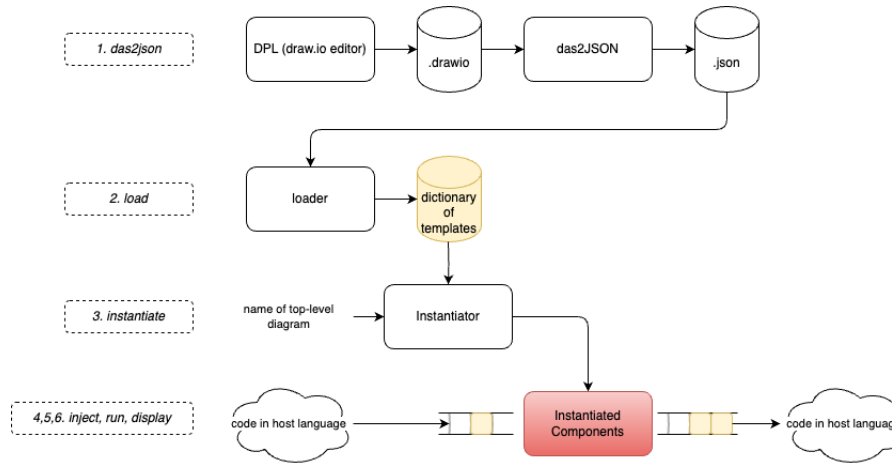 1. das2json
DPL (draw.io editor)
.drawio
das2JSON
.json
2. load
loader
dictionary
of
templates
3. instantiate
name of top-level
diagram
Instantiator
4,5,6. inject, run, display
code in host language
Instantiated
Components
code in host language